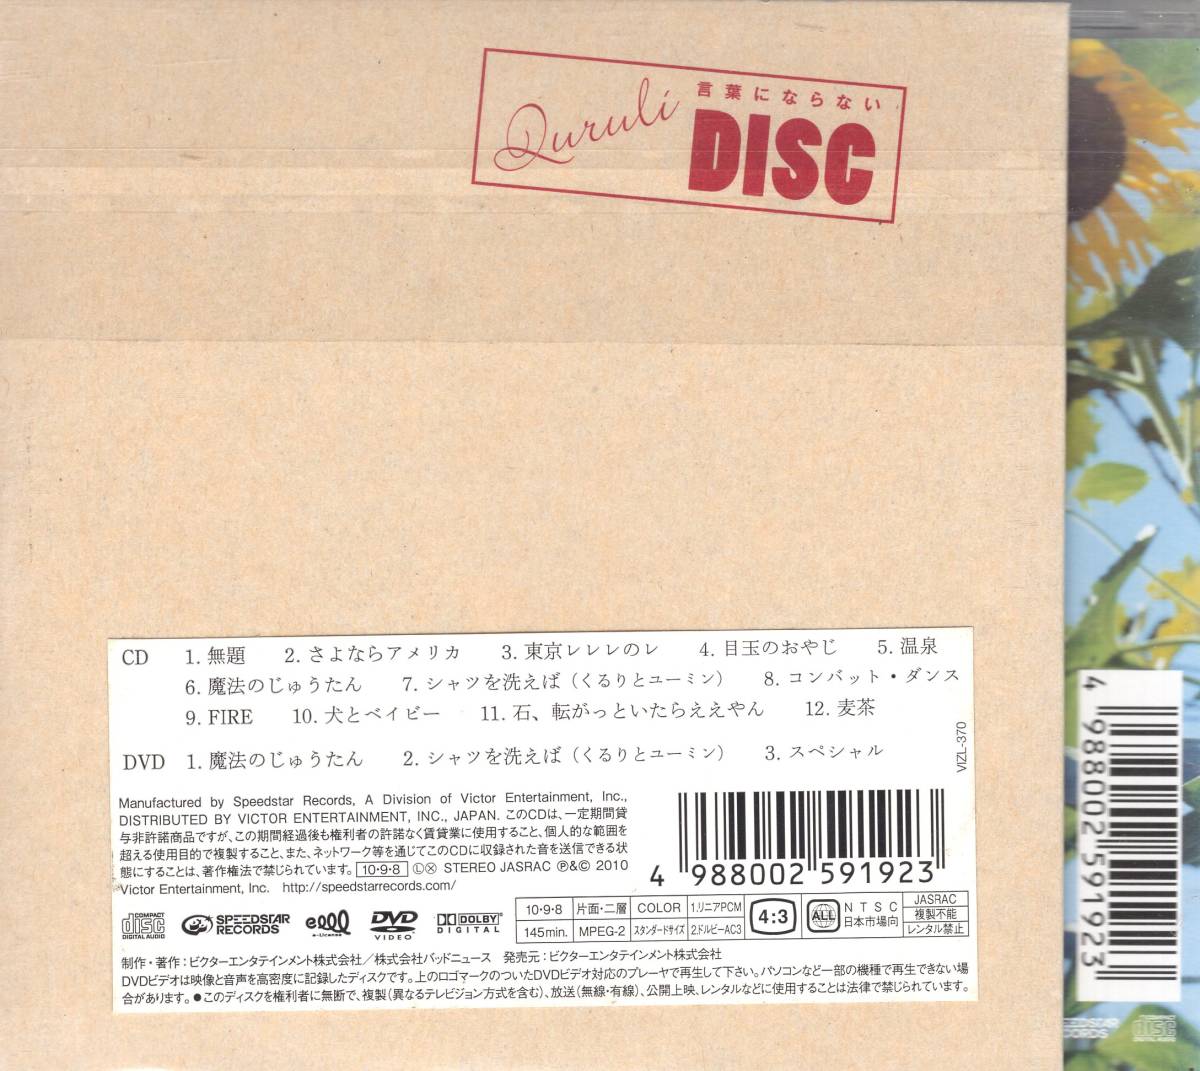 Quruli
言葉にならない
DISC
CD 1. 無題 2. さよならアメリカ 3. 東京レレレのレ 4. 目玉のおやじ 5. 温泉
6. 魔法のじゅうたん 7. シャツを洗えば（くるりとユーミン） 8. コンバット・ダンス
9. FIRE 10. 犬とベイビー 11. 石、転がっといたらええやん 12. 麦茶
DVD 1. 魔法のじゅうたん 2. シャツを洗えば（くるりとユーミン） 3. スペシャル
VIZL-370
Manufactured by Speedstar Records, A Division of Victor Entertainment, Inc.,
DISTRIBUTED BY VICTOR ENTERTAINMENT, INC., JAPAN. このCDは、一定期間貸
与非許諾商品ですが、この期間経過後も権利者の許諾なく賃貸業に使用すること、個人的な範囲を
超える使用目的で複製すること、また、ネットワーク等を通じてこのCDに収録された音を送信できる状
態にすることは、著作権法で禁じられています。 10・9・8 Ⓛ STEREO JASRAC Ⓟ&© 2010
Victor Entertainment, Inc. http://speedstarrecords.com/
4 988002 591923
COMPACT DISC DIGITAL AUDIO
SPEEDSTAR RECORDS
e-License
DVD VIDEO
DOLBY DIGITAL
10・9・8 片面・二層 COLOR 1.リニアPCM
145min. MPEG-2 スタンダードサイズ 2.ドルビーAC3
4:3
ALL
NTSC
日本市場向
JASRAC
複製不能
レンタル禁止
制作・著作：ビクターエンタテインメント株式会社／株式会社バッドニュース 発売元：ビクターエンタテインメント株式会社
DVDビデオは映像と音声を高密度に記録したディスクです。上のロゴマークのついたDVDビデオ対応のプレーヤで再生して下さい。パソコンなど一部の機種で再生できない場
合があります。●このディスクを権利者に無断で、複製(異なるテレビジョン方式を含む)、放送(無線・有線)、公開上映、レンタルなどに使用することは法律で禁じられています。
4 988002 591923
SPEEDSTAR RECORDS
COMPACT DISC DIGITAL AUDIO